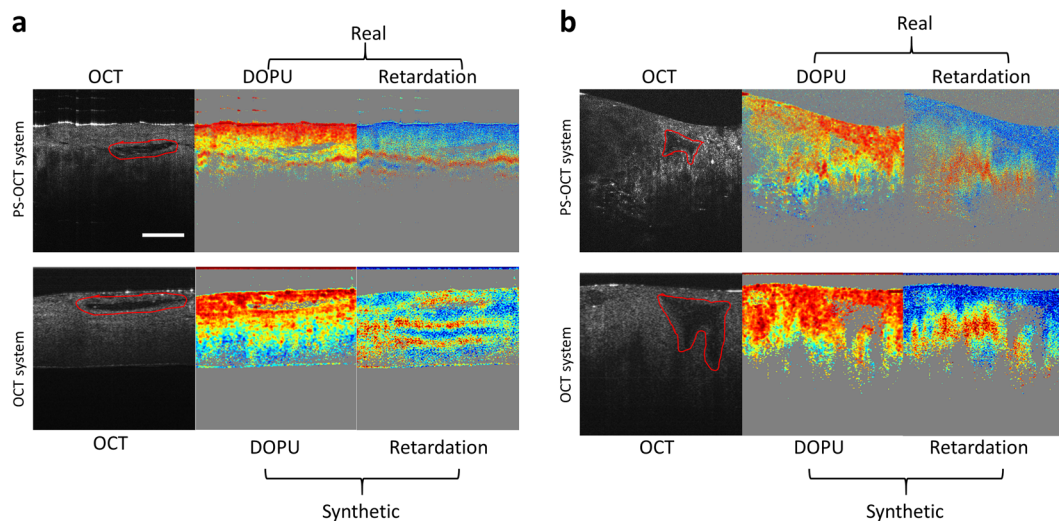 a
Real
OCT
DOPU
Retardation
PS-OCT system
OCT system
OCT
DOPU
Retardation
Synthetic
b
Real
OCT
DOPU
Retardation
PS-OCT system
OCT system
OCT
DOPU
Retardation
Synthetic